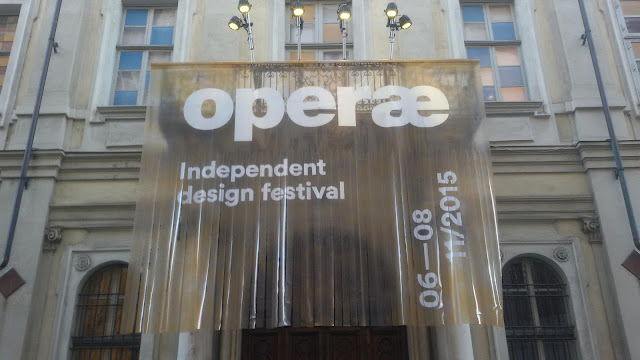 operæ
Independent
design festival
06—08
11/2015